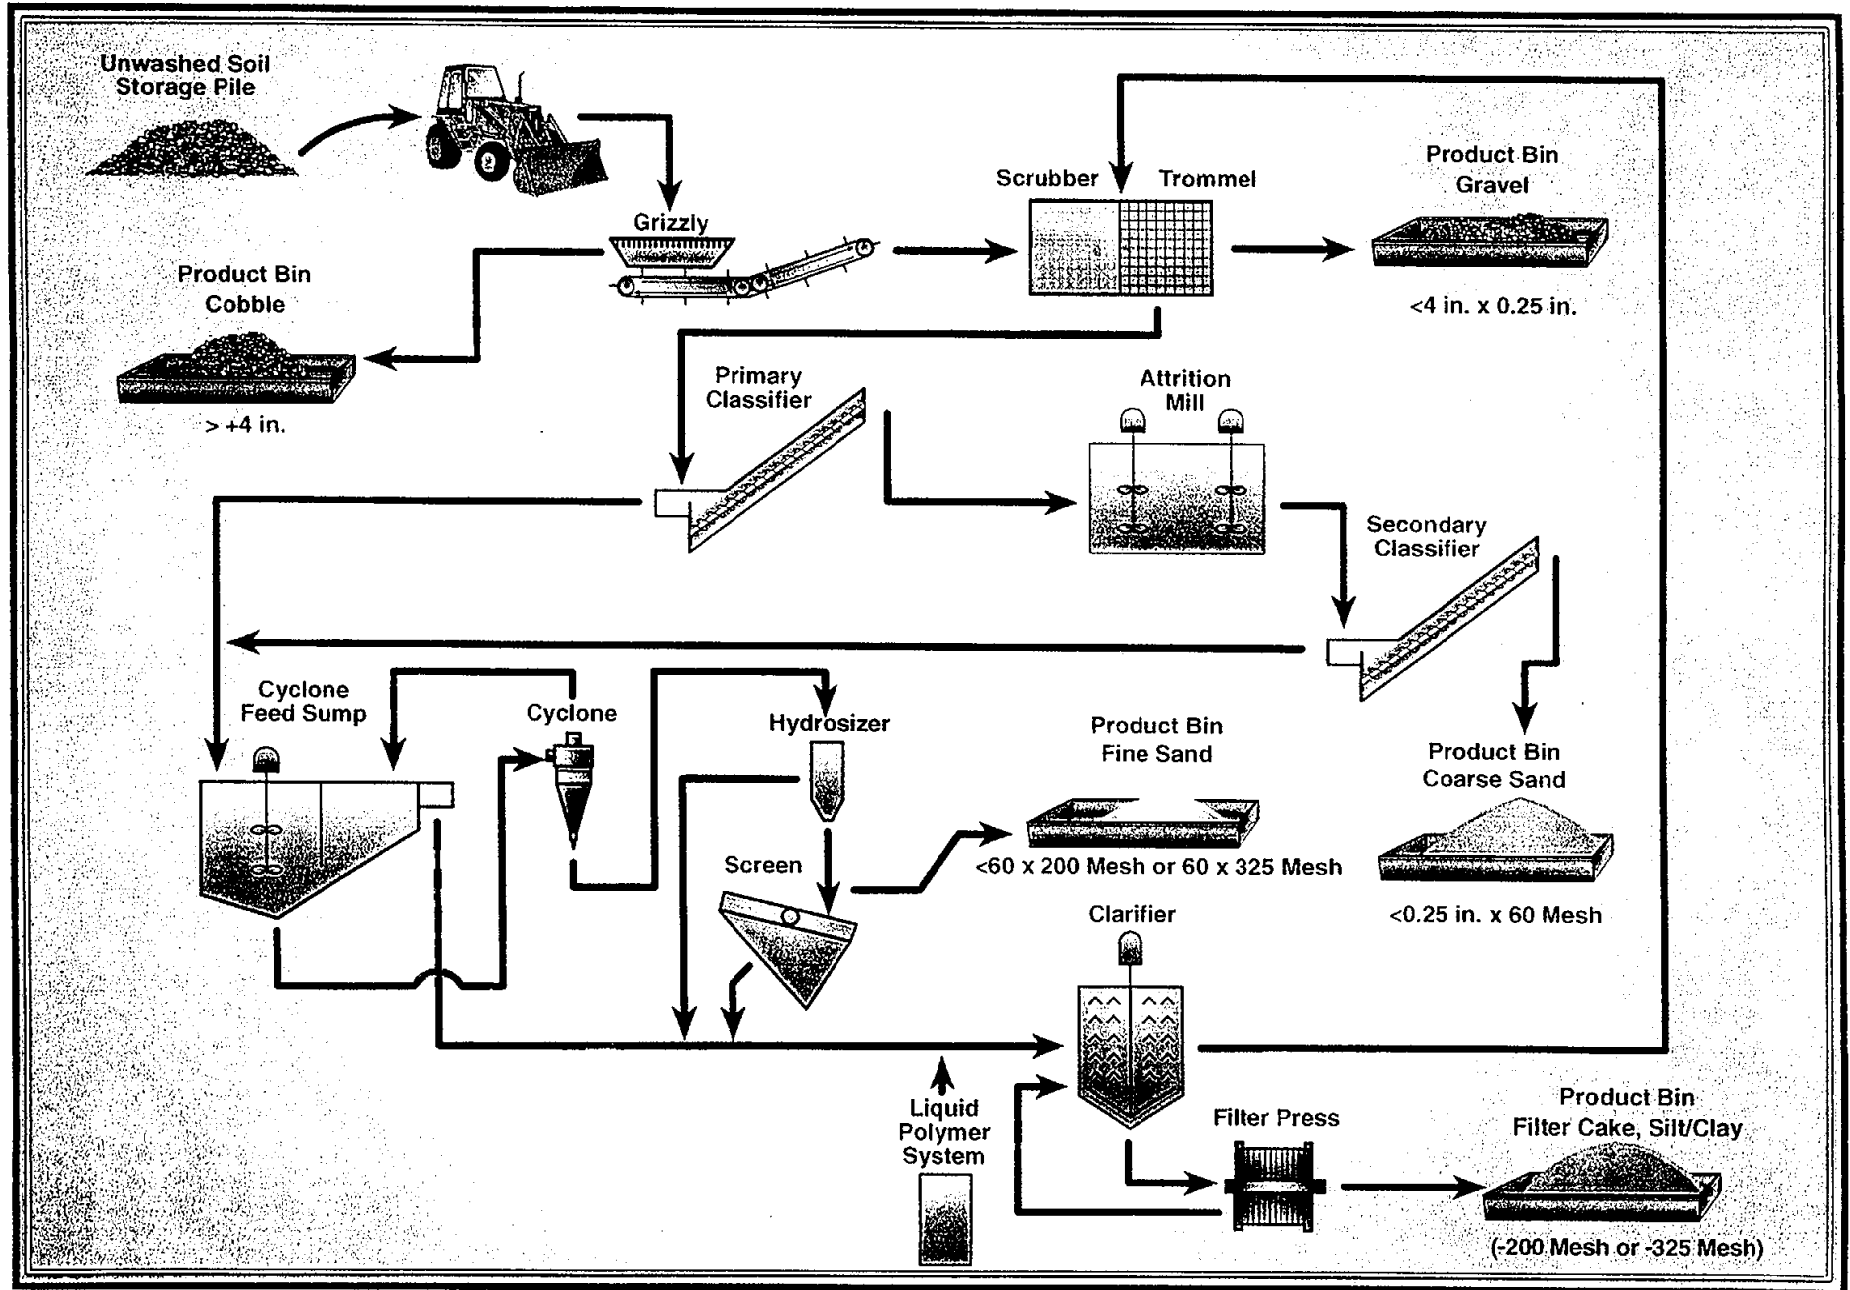 Unwashed Soil
Storage Pile
Grizzly
Scrubber
Trommel
Product Bin
Gravel
<4 in. x 0.25 in.
Product Bin
Cobble
> +4 in.
Primary
Classifier
Attrition
Mill
Secondary
Classifier
Cyclone
Feed Sump
Cyclone
Hydrosizer
Product Bin
Fine Sand
<60 x 200 Mesh or 60 x 325 Mesh
Product Bin
Coarse Sand
<0.25 in. x 60 Mesh
Screen
Clarifier
Liquid
Polymer
System
Filter Press
Product Bin
Filter Cake, Silt/Clay
(-200 Mesh or -325 Mesh)